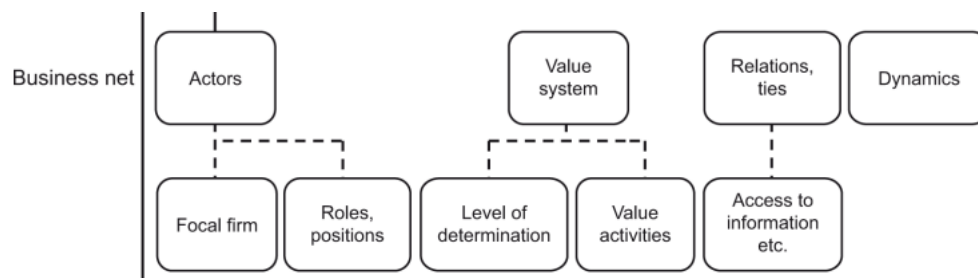 Business net
Actors
Value
system
Relations,
ties
Dynamics
Focal firm
Roles,
positions
Level of
determination
Value
activities
Access to
information
etc.